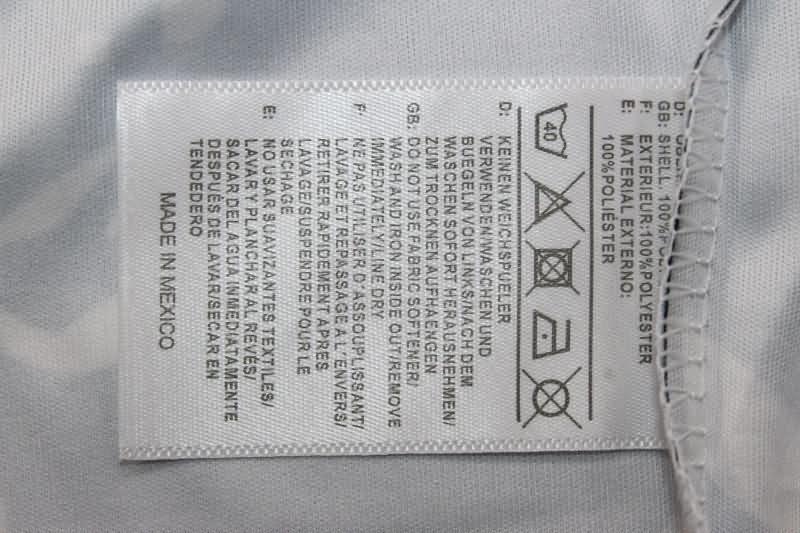 D:
GB: SHELL. 100%
F: EXTERIEUR:100%POLYESTER
E: MATERIAL EXTERNO:
100%POLIÉSTER
40
D: KEINEN WEICHSPUELER
VERWENDEN/WASCHEN UND
BUEGELN VON LINKS/NACH DEM
WASCHEN SOFORT HERAUSNEHMEN/
ZUM TROCKNEN AUFHAENGEN
GB: DO NOT USE FABRIC SOFTENER/
WASH AND IRON INSIDE OUT/REMOVE
IMMEDIATELY/LINE DRY
F: NE PAS UTILISER D'ASSOUPLISSANT/
LAVAGE ET REPASSAGE A L'ENVERS/
RETIRER RAPIDEMENT APRES
LAVAGE/SUSPENDRE POUR LE
SECHAGE
E: NO USAR SUAVIZANTES TEXTILES/
LAVAR Y PLANCHAR AL REVÉS/
SACAR DEL AGUA INMEDIATAMENTE
DESPUÉS DE LAVAR/SECAR EN
TENDEDERO
MADE IN MEXICO